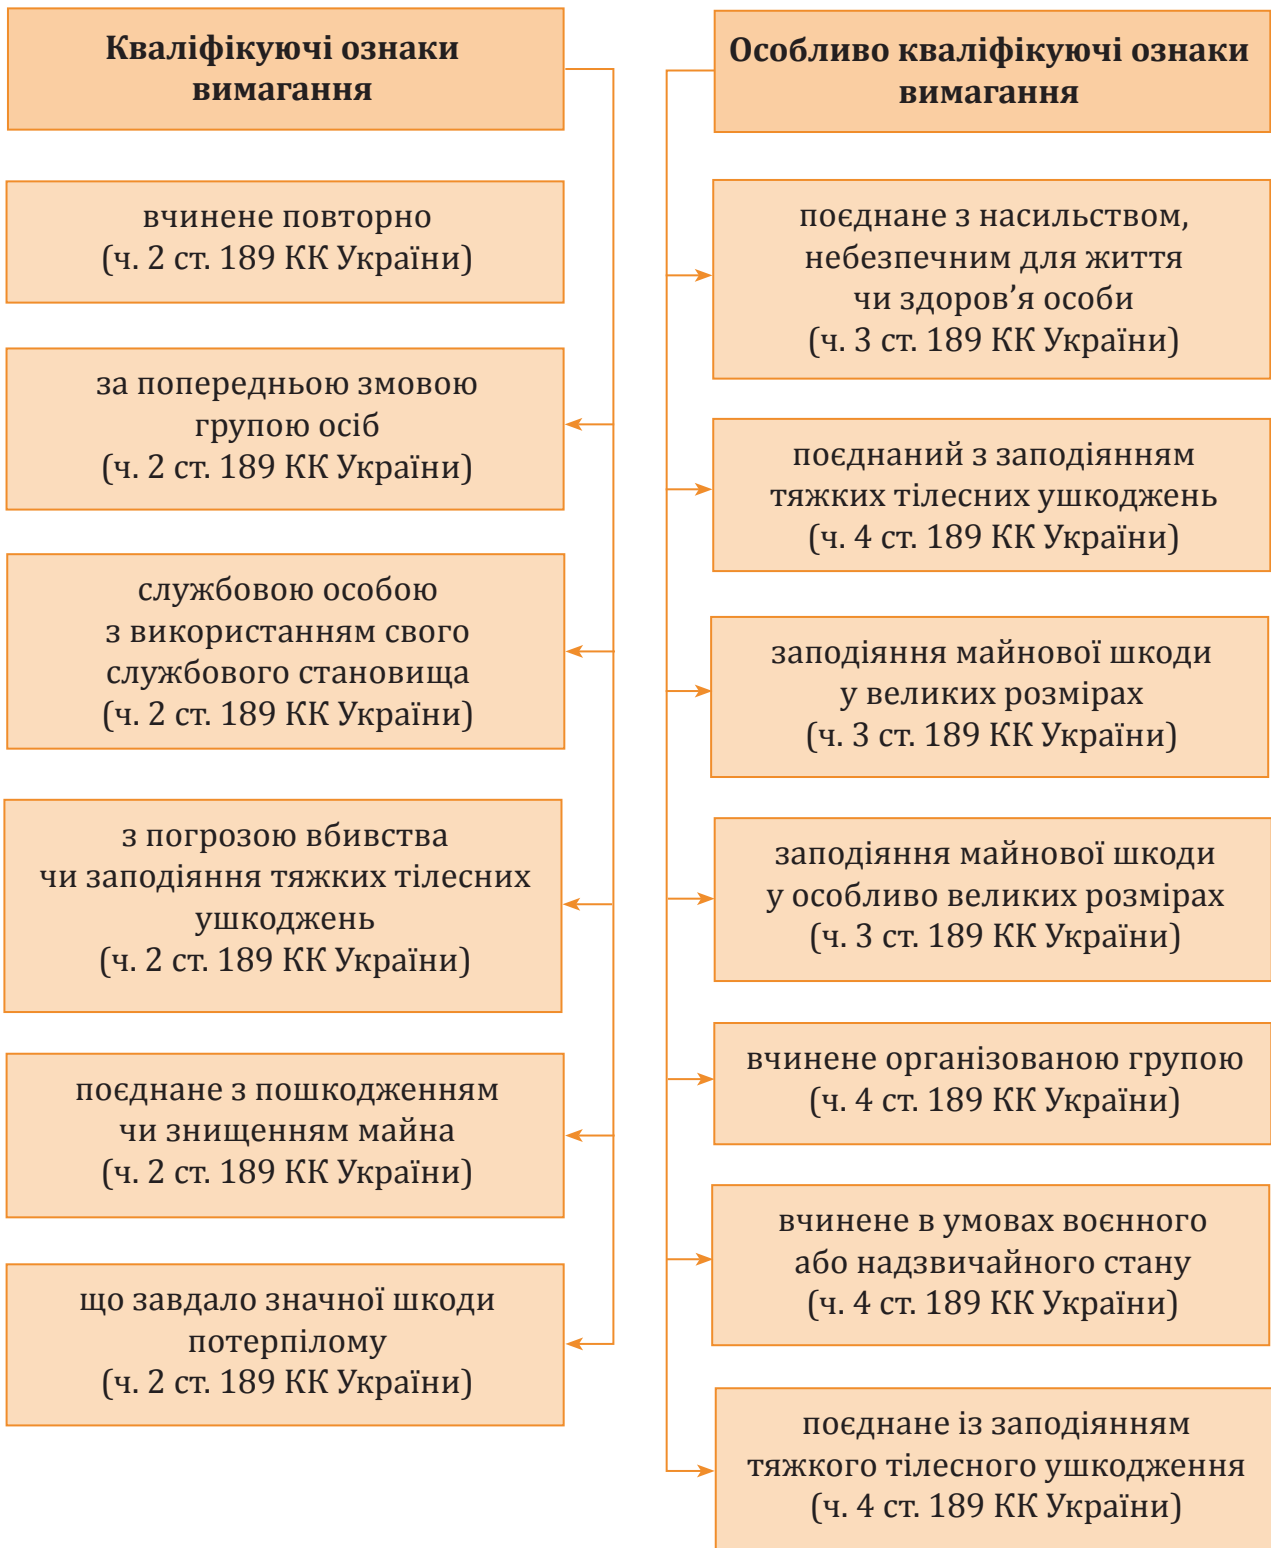 Кваліфікуючі ознаки
вимагання
вчинене повторно
(ч. 2 ст. 189 КК України)
за попередньою змовою
групою осіб
(ч. 2 ст. 189 КК України)
службовою особою
з використанням свого
службового становища
(ч. 2 ст. 189 КК України)
з погрозою вбивства
чи заподіяння тяжких тілесних
ушкоджень
(ч. 2 ст. 189 КК України)
поєднане з пошкодженням
чи знищенням майна
(ч. 2 ст. 189 КК України)
що завдало значної шкоди
потерпілому
(ч. 2 ст. 189 КК України)
Особливо кваліфікуючі ознаки
вимагання
поєднане з насильством,
небезпечним для життя
чи здоров’я особи
(ч. 3 ст. 189 КК України)
поєднаний з заподіянням
тяжких тілесних ушкоджень
(ч. 4 ст. 189 КК України)
заподіяння майнової шкоди
у великих розмірах
(ч. 3 ст. 189 КК України)
заподіяння майнової шкоди
у особливо великих розмірах
(ч. 3 ст. 189 КК України)
вчинене організованою групою
(ч. 4 ст. 189 КК України)
вчинене в умовах воєнного
або надзвичайного стану
(ч. 4 ст. 189 КК України)
поєднане із заподіянням
тяжкого тілесного ушкодження
(ч. 4 ст. 189 КК України)